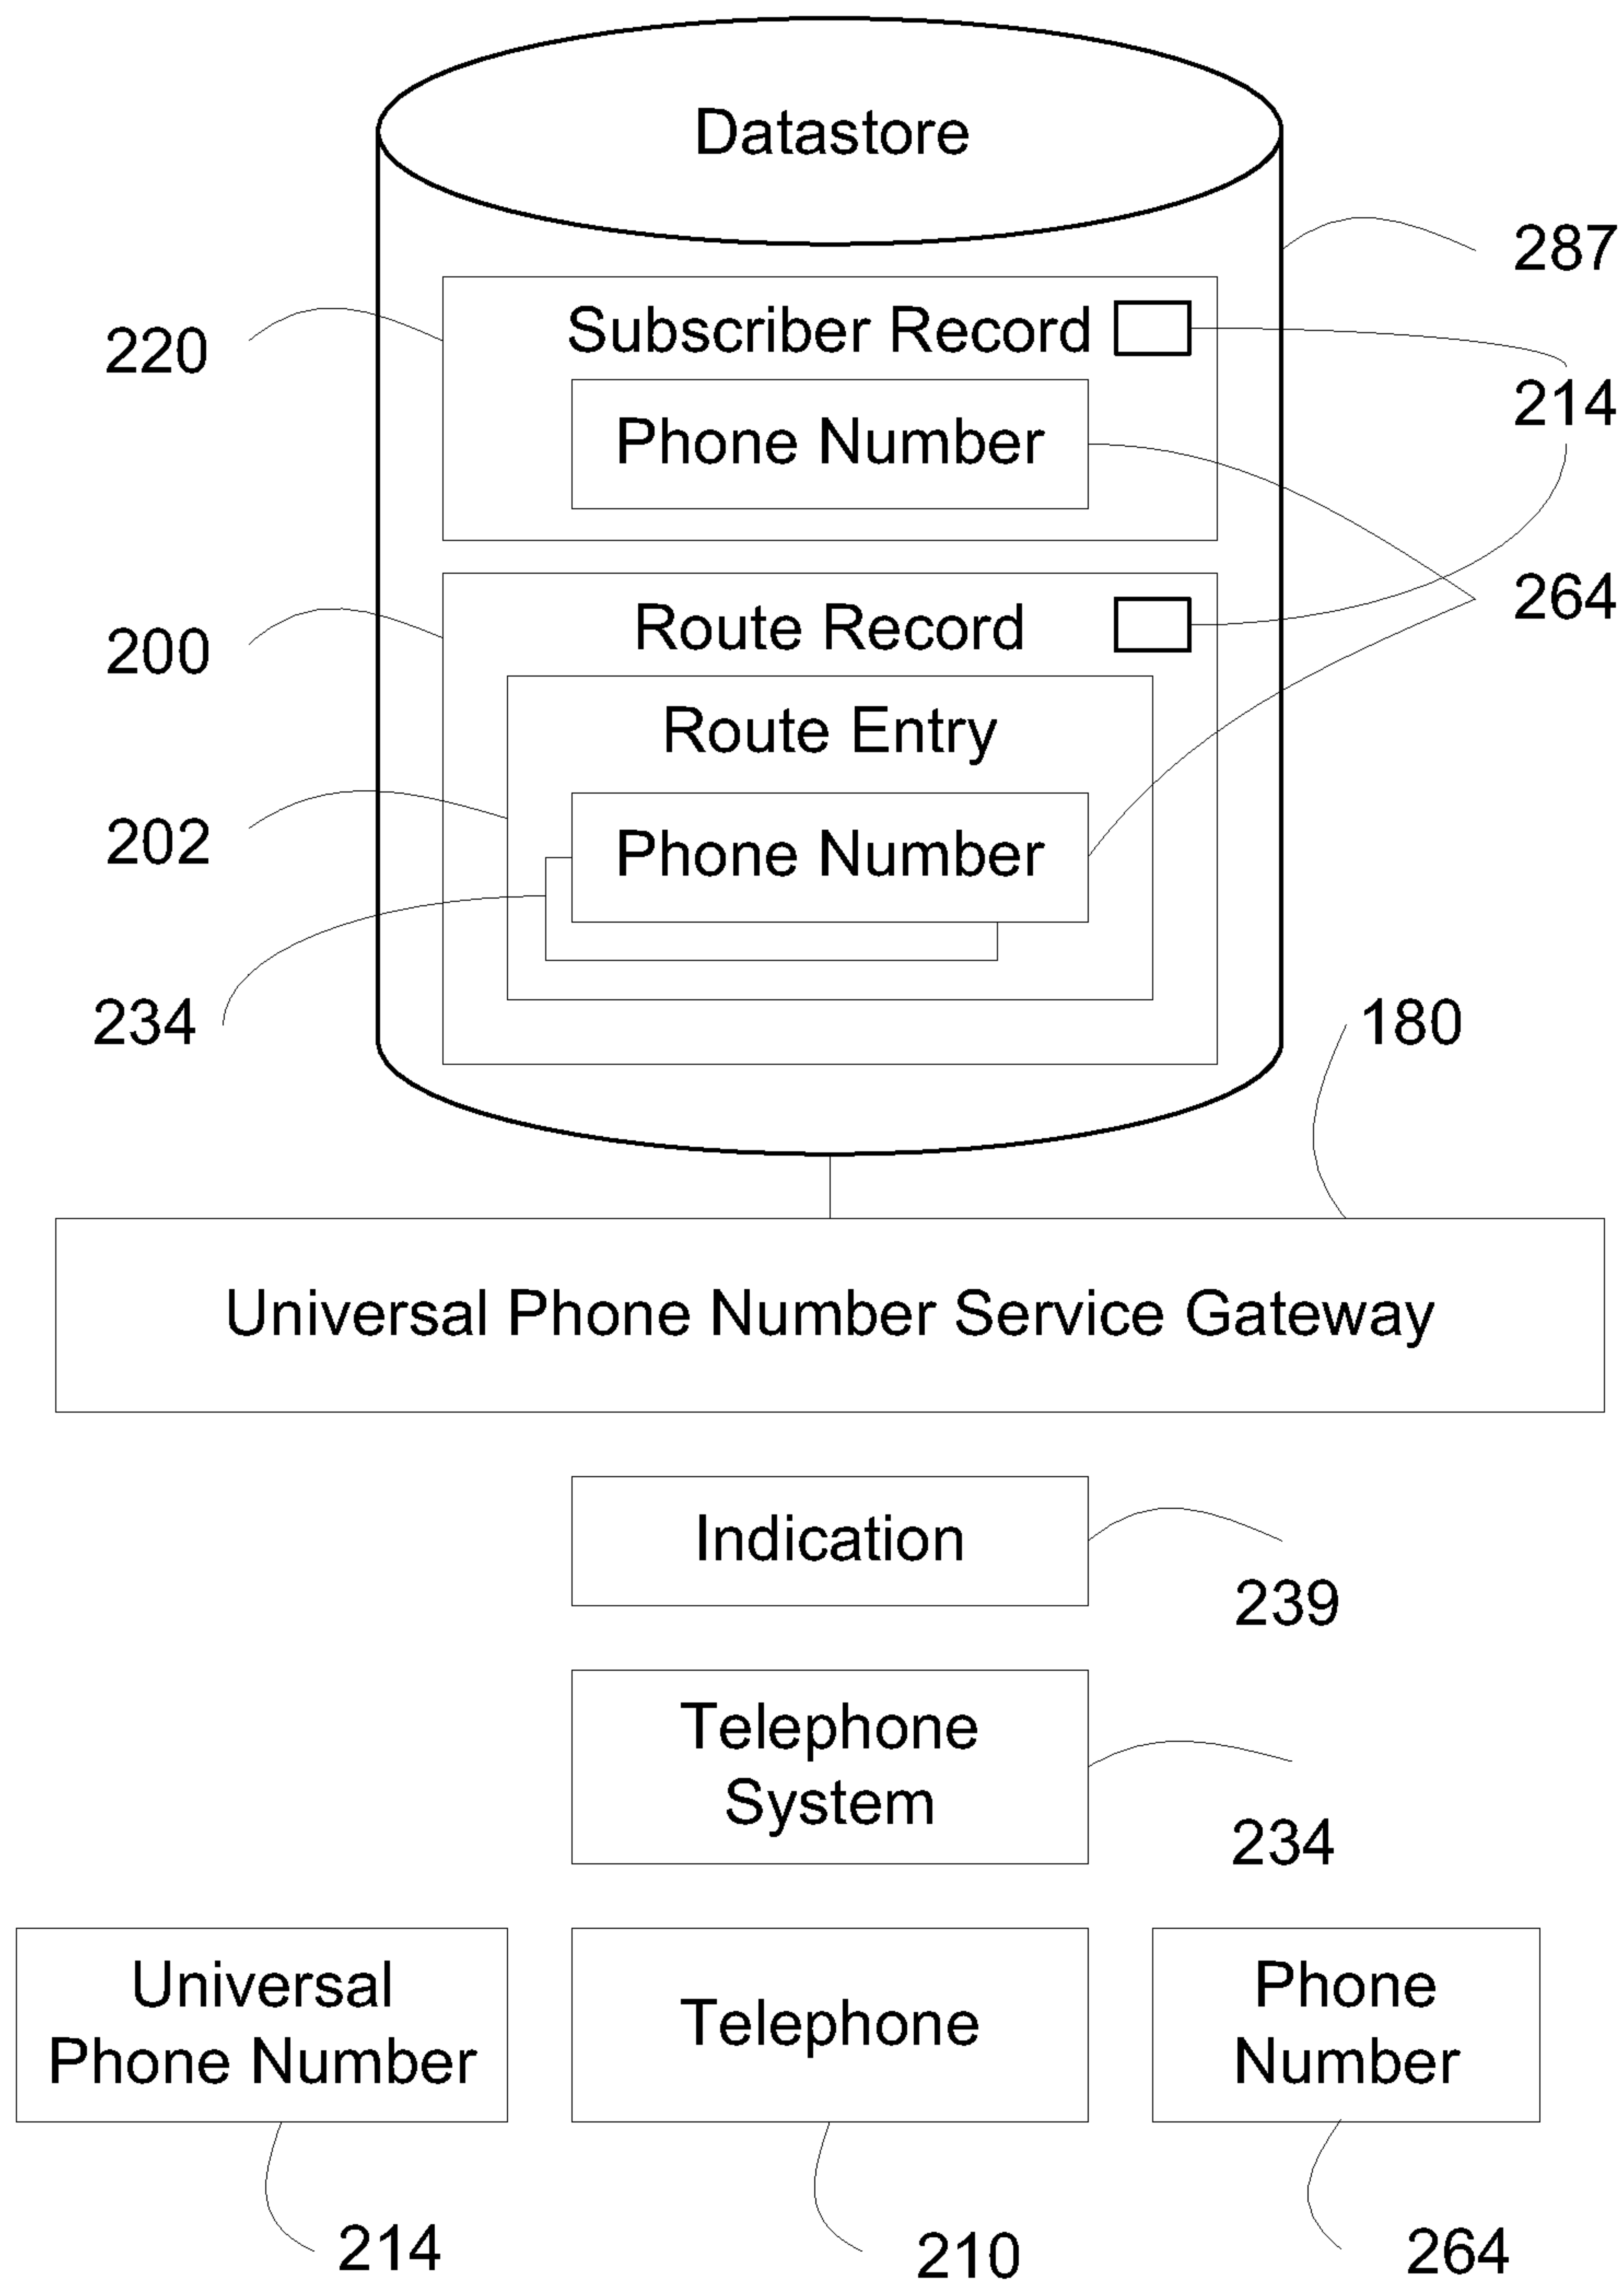 Datastore
287
Subscriber Record
220
214
Phone Number
264
Route Record
200
Route Entry
202
Phone Number
234
180
Universal Phone Number Service Gateway
Indication
239
Telephone
System
234
Universal
Phone Number
Telephone
Phone
Number
214
210
264